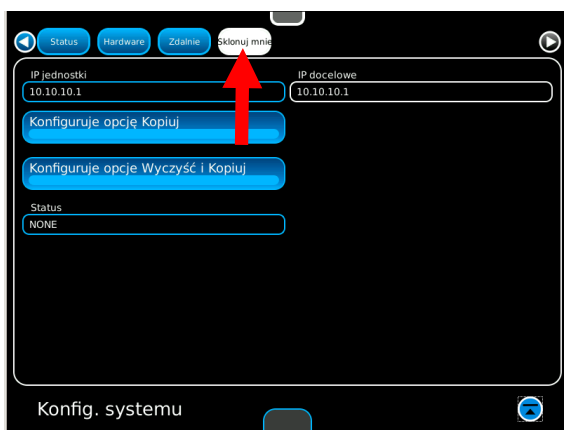 Status
Hardware
Zdalnie
Sklonuj mnie
IP jednostki
IP docelowe
10.10.10.1
10.10.10.1
Konfiguruje opcję Kopiuj
Konfiguruje opcje Wyczyść i Kopiuj
Status
NONE
Konfig. systemu